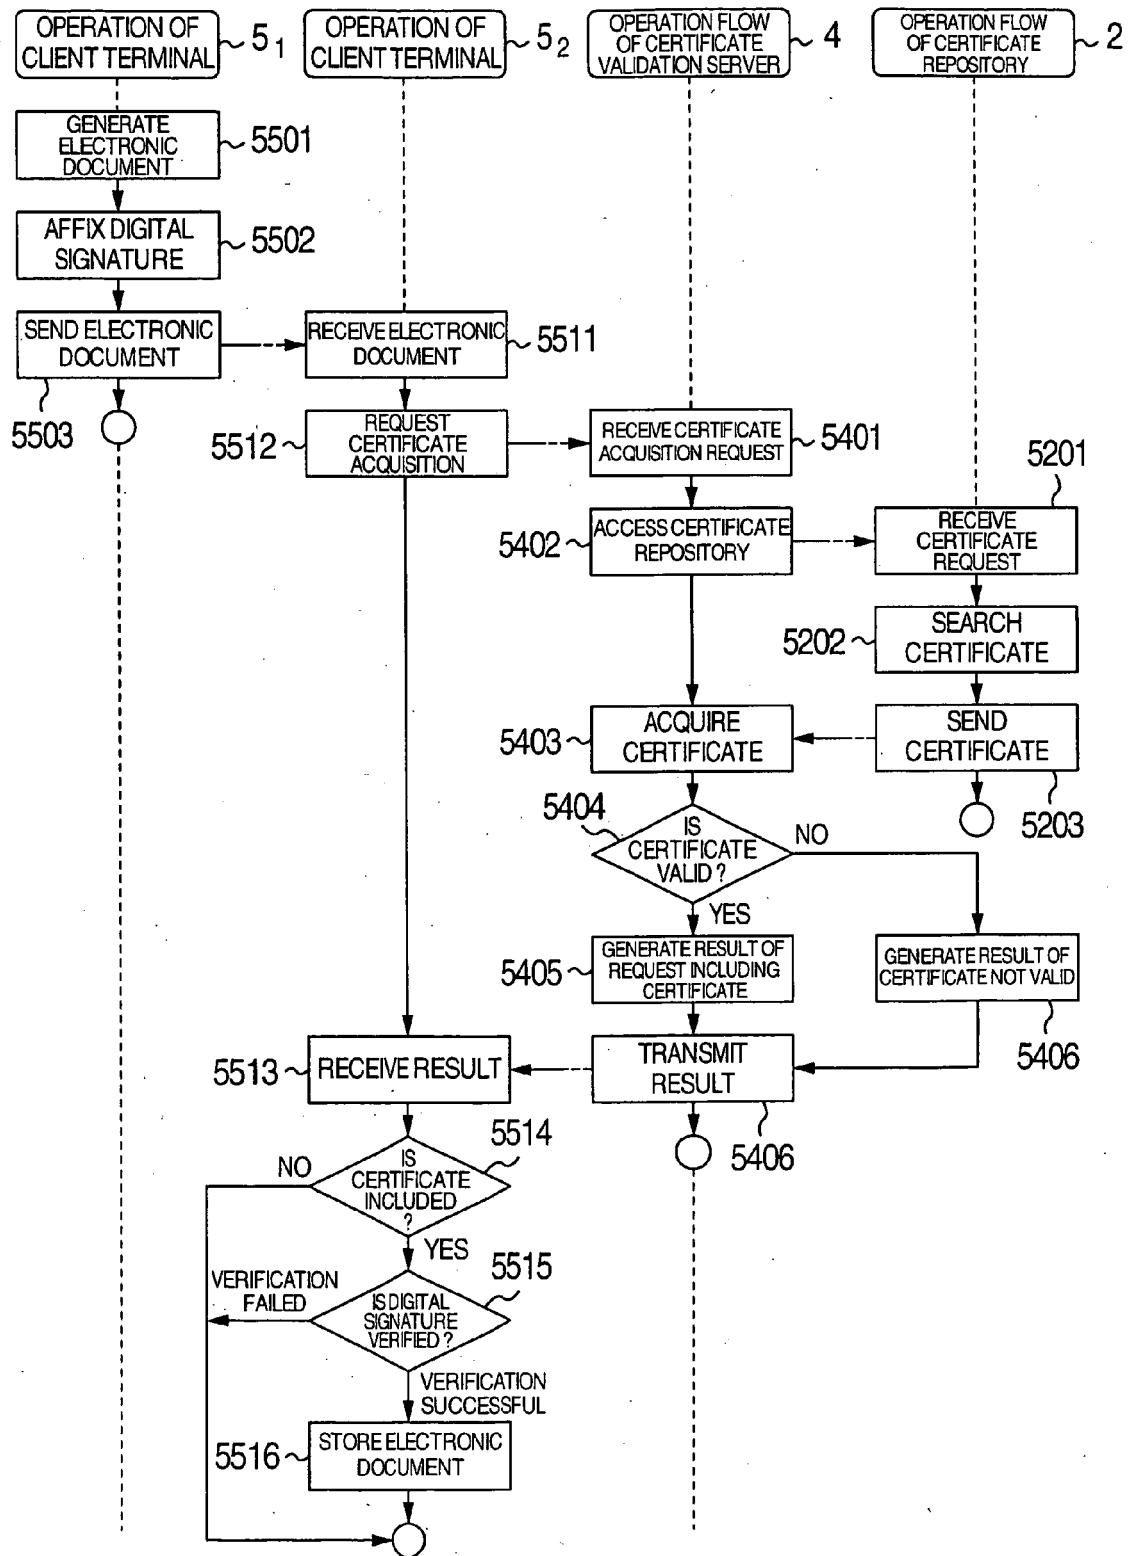 OPERATION OF
CLIENT TERMINAL
5₁
OPERATION OF
CLIENT TERMINAL
5₂
OPERATION FLOW
OF CERTIFICATE
VALIDATION SERVER
4
OPERATION FLOW
OF CERTIFICATE
REPOSITORY
2
GENERATE
ELECTRONIC
DOCUMENT
5501
AFFIX DIGITAL
SIGNATURE
5502
SEND ELECTRONIC
DOCUMENT
5503
RECEIVE ELECTRONIC
DOCUMENT
5511
REQUEST
CERTIFICATE
ACQUISITION
5512
RECEIVE CERTIFICATE
ACQUISITION REQUEST
5401
ACCESS CERTIFICATE
REPOSITORY
5402
RECEIVE
CERTIFICATE
REQUEST
5201
SEARCH
CERTIFICATE
5202
ACQUIRE
CERTIFICATE
5403
SEND
CERTIFICATE
5203
IS
CERTIFICATE
VALID ?
5404
NO
YES
GENERATE RESULT OF
REQUEST INCLUDING
CERTIFICATE
5405
GENERATE RESULT OF
CERTIFICATE NOT VALID
5406
RECEIVE RESULT
5513
TRANSMIT
RESULT
5406
IS
CERTIFICATE
INCLUDED
?
5514
NO
YES
IS DIGITAL
SIGNATURE
VERIFIED ?
5515
VERIFICATION
FAILED
VERIFICATION
SUCCESSFUL
STORE ELECTRONIC
DOCUMENT
5516